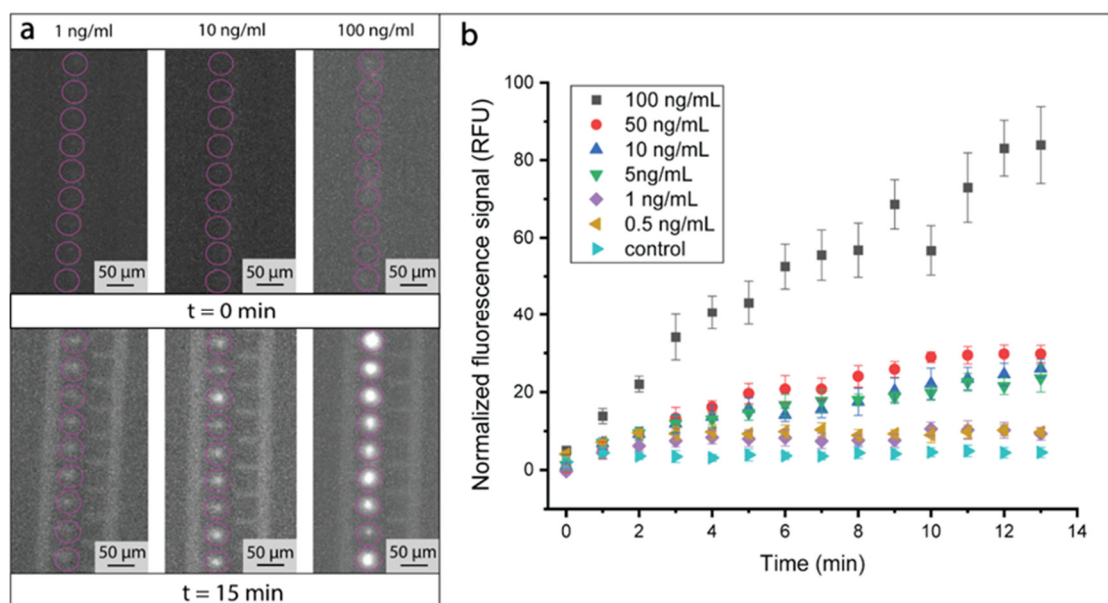 a
1 ng/ml 10 ng/ml 100 ng/ml
50 µm 50 µm 50 µm
t = 0 min
50 µm 50 µm 50 µm
t = 15 min
b
Normalized fluorescence signal (RFU)
100
80
60
40
20
0
100 ng/mL
50 ng/mL
10 ng/mL
5ng/mL
1 ng/mL
0.5 ng/mL
control
0 2 4 6 8 10 12 14
Time (min)